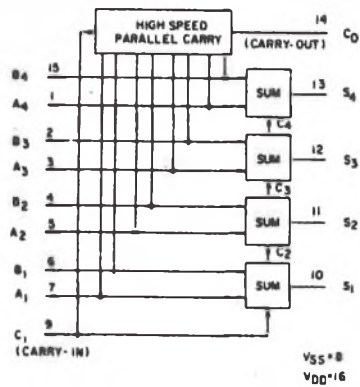 HIGH SPEED
PARALLEL CARRY
14
(CARRY-OUT)
CO
B4 15
A4 1
SUM
13
S4
C4
B3 2
A3 3
SUM
12
S3
C3
B2 4
A2 5
SUM
11
S2
C2
B1 6
A1 7
SUM
10
S1
C1 9
(CARRY-IN)
VSS=8
VDD=16